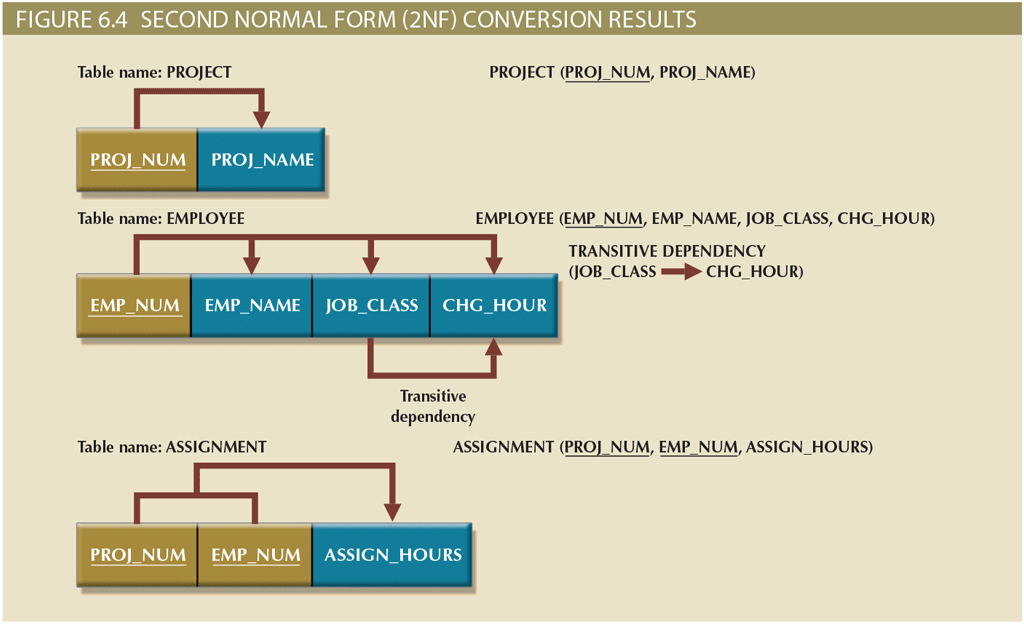 FIGURE 6.4 SECOND NORMAL FORM (2NF) CONVERSION RESULTS
Table name: PROJECT
PROJECT (PROJ_NUM, PROJ_NAME)
PROJ_NUM
PROJ_NAME
Table name: EMPLOYEE
EMPLOYEE (EMP_NUM, EMP_NAME, JOB_CLASS, CHG_HOUR)
TRANSITIVE DEPENDENCY
(JOB_CLASS CHG_HOUR)
EMP_NUM
EMP_NAME
JOB_CLASS
CHG_HOUR
Transitive
dependency
Table name: ASSIGNMENT
ASSIGNMENT (PROJ_NUM, EMP_NUM, ASSIGN_HOURS)
PROJ_NUM
EMP_NUM
ASSIGN_HOURS